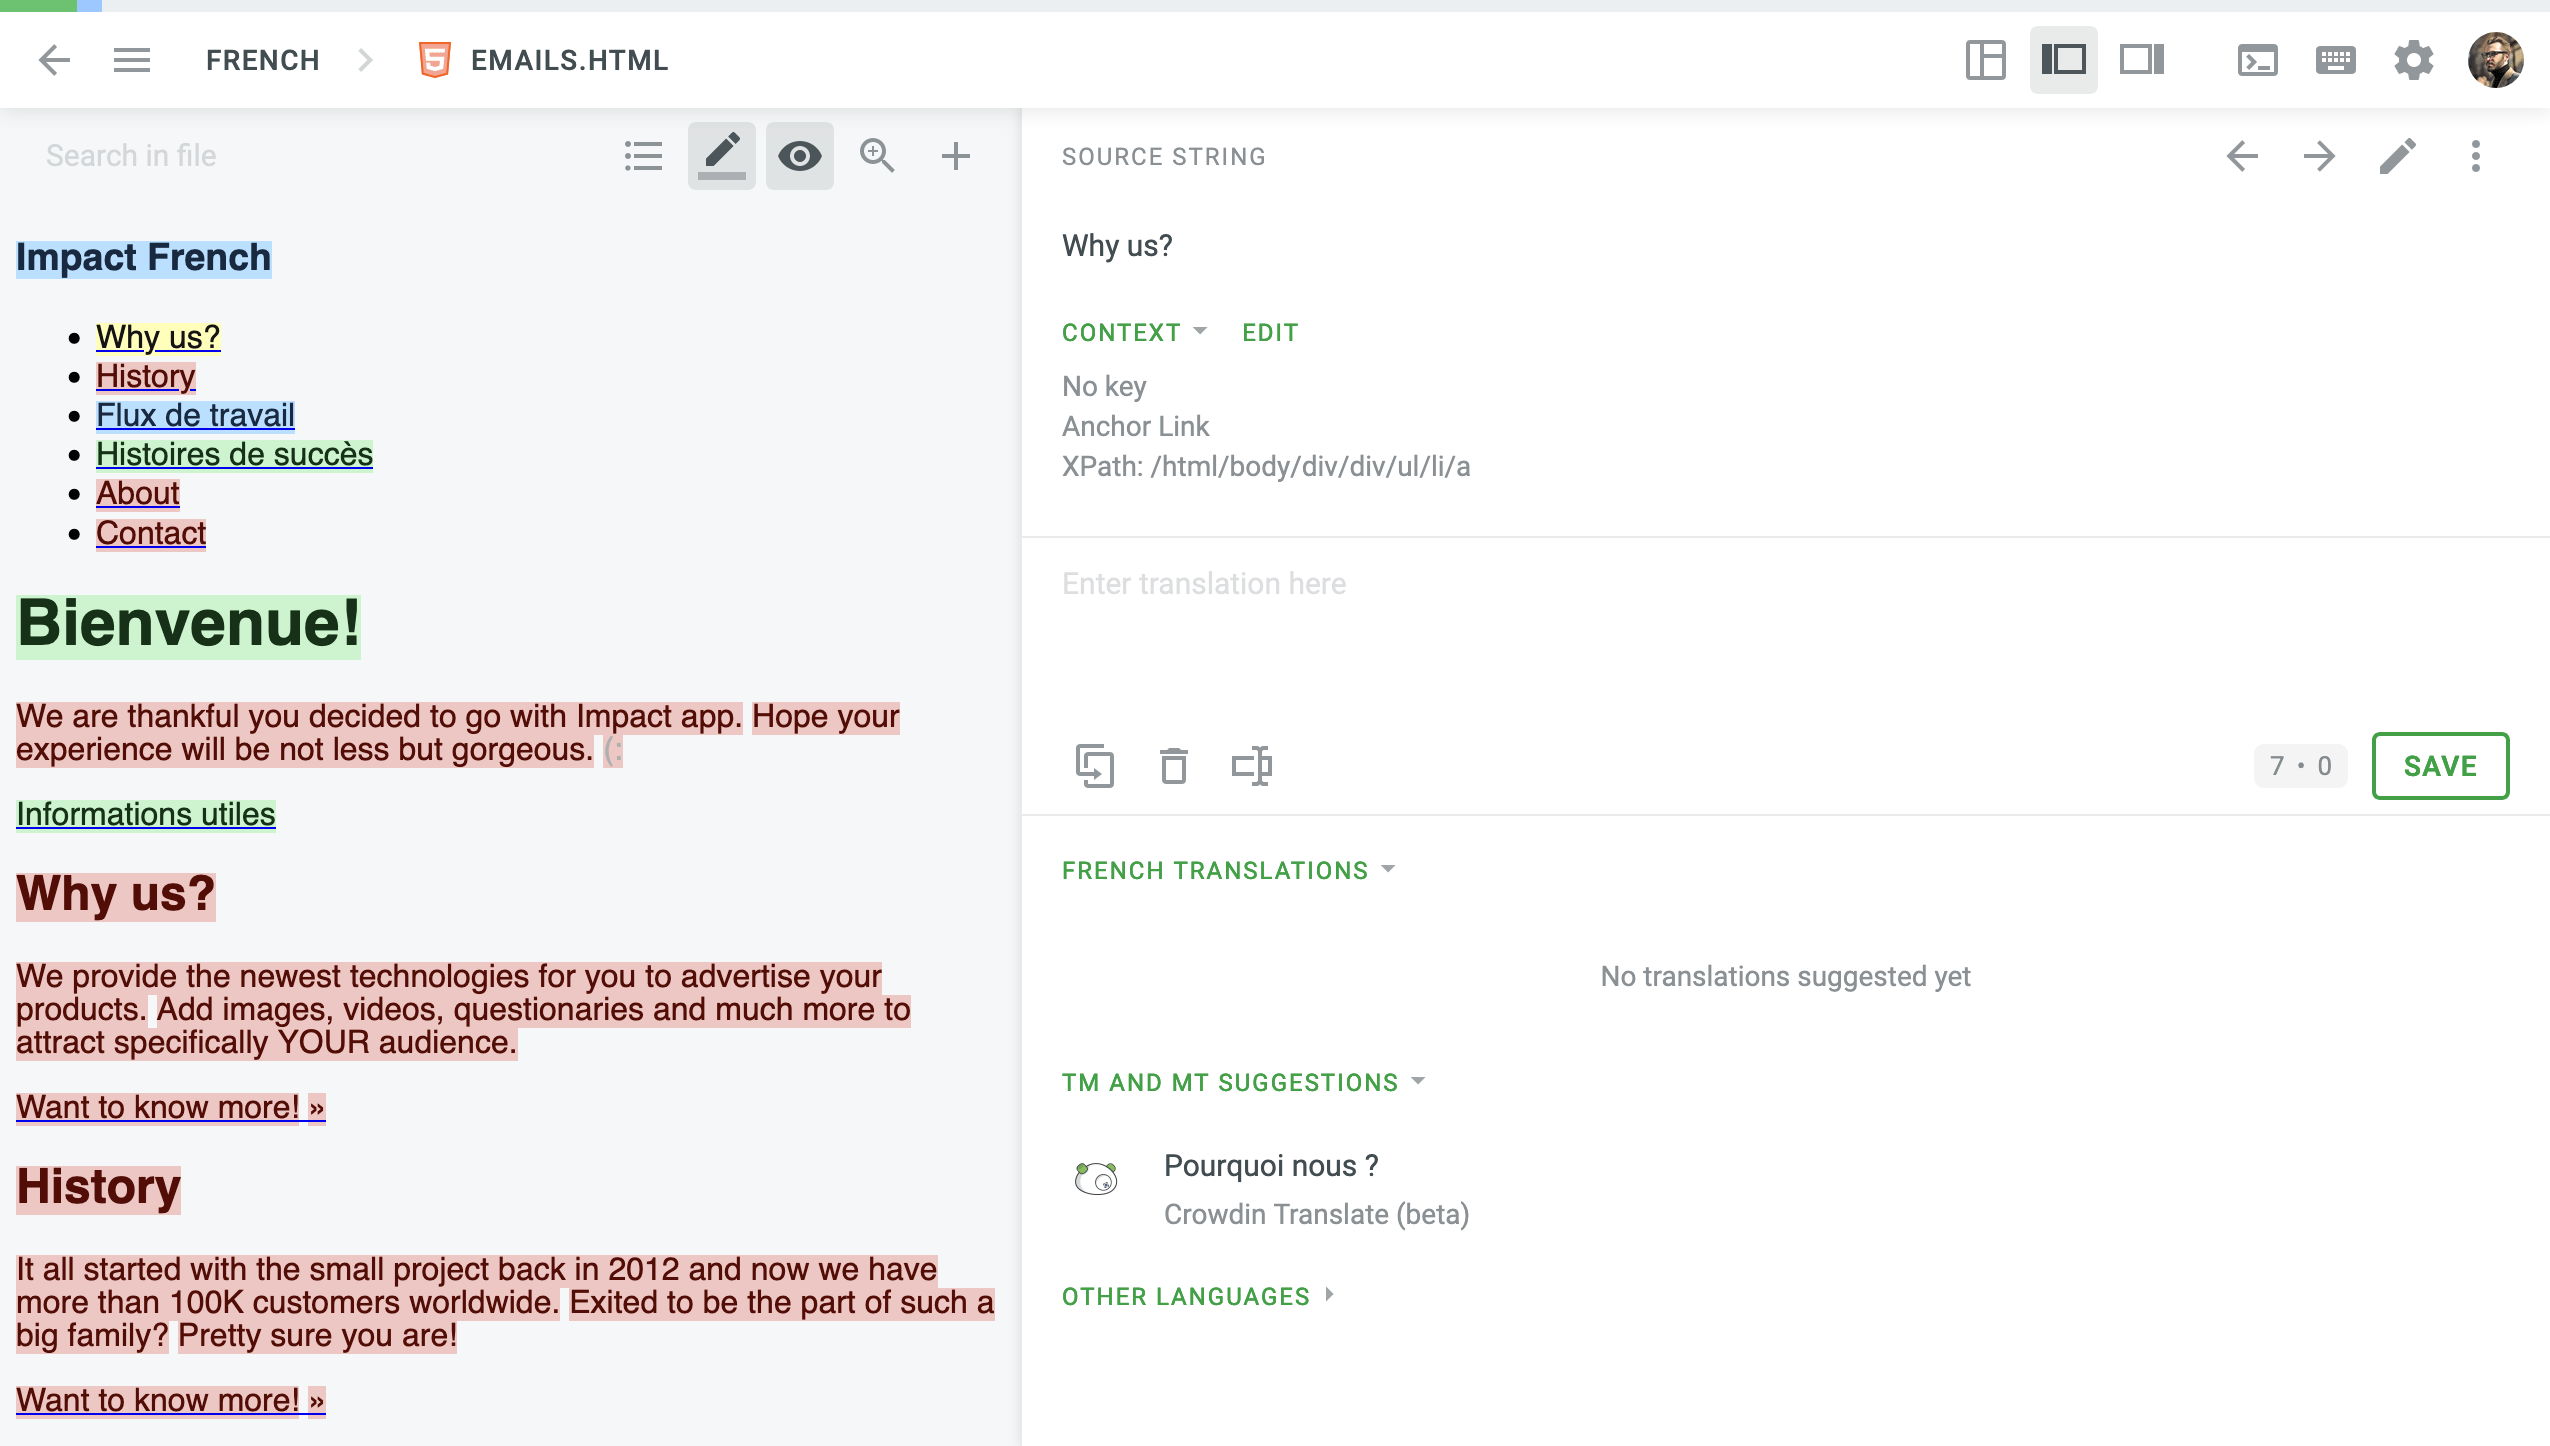 FRENCH
EMAILS.HTML
Search in file
Impact French
Why us?
History
Flux de travail
Histoires de succès
About
Contact
Bienvenue!
We are thankful you decided to go with Impact app. Hope your
experience will be not less but gorgeous. (:
Informations utiles
Why us?
We provide the newest technologies for you to advertise your
products. Add images, videos, questionaries and much more to
attract specifically YOUR audience.
Want to know more! »
History
It all started with the small project back in 2012 and now we have
more than 100K customers worldwide. Exited to be the part of such a
big family? Pretty sure you are!
Want to know more! »
SOURCE STRING
Why us?
CONTEXT EDIT
No key
Anchor Link
XPath: /html/body/div/div/ul/li/a
Enter translation here
7 • 0
SAVE
FRENCH TRANSLATIONS
No translations suggested yet
TM AND MT SUGGESTIONS
Pourquoi nous ?
Crowdin Translate (beta)
OTHER LANGUAGES